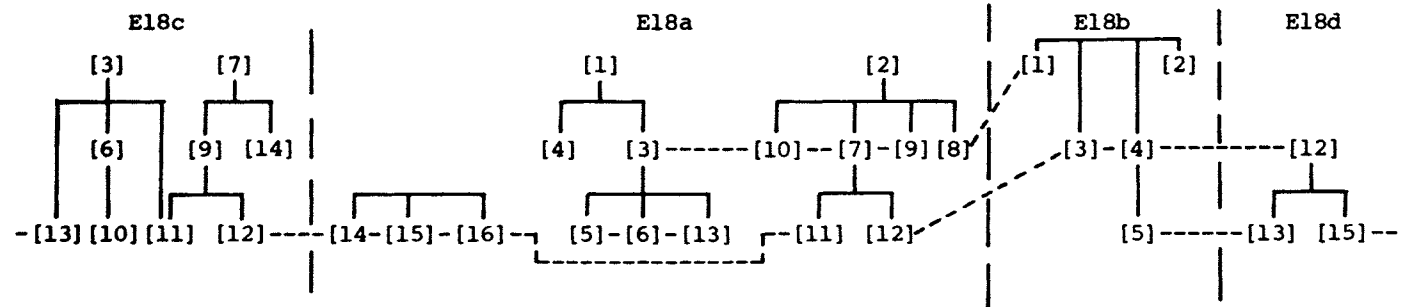 E18c E18a E18b E18d
[3] [7] [1] [2] [1] [2]
[6] [9] [14] [4] [3] [10] [7] [9] [8] [3] [4] [12]
[13] [10] [11] [12] [14] [15] [16] [5] [6] [13] [11] [12] [5] [13] [15]